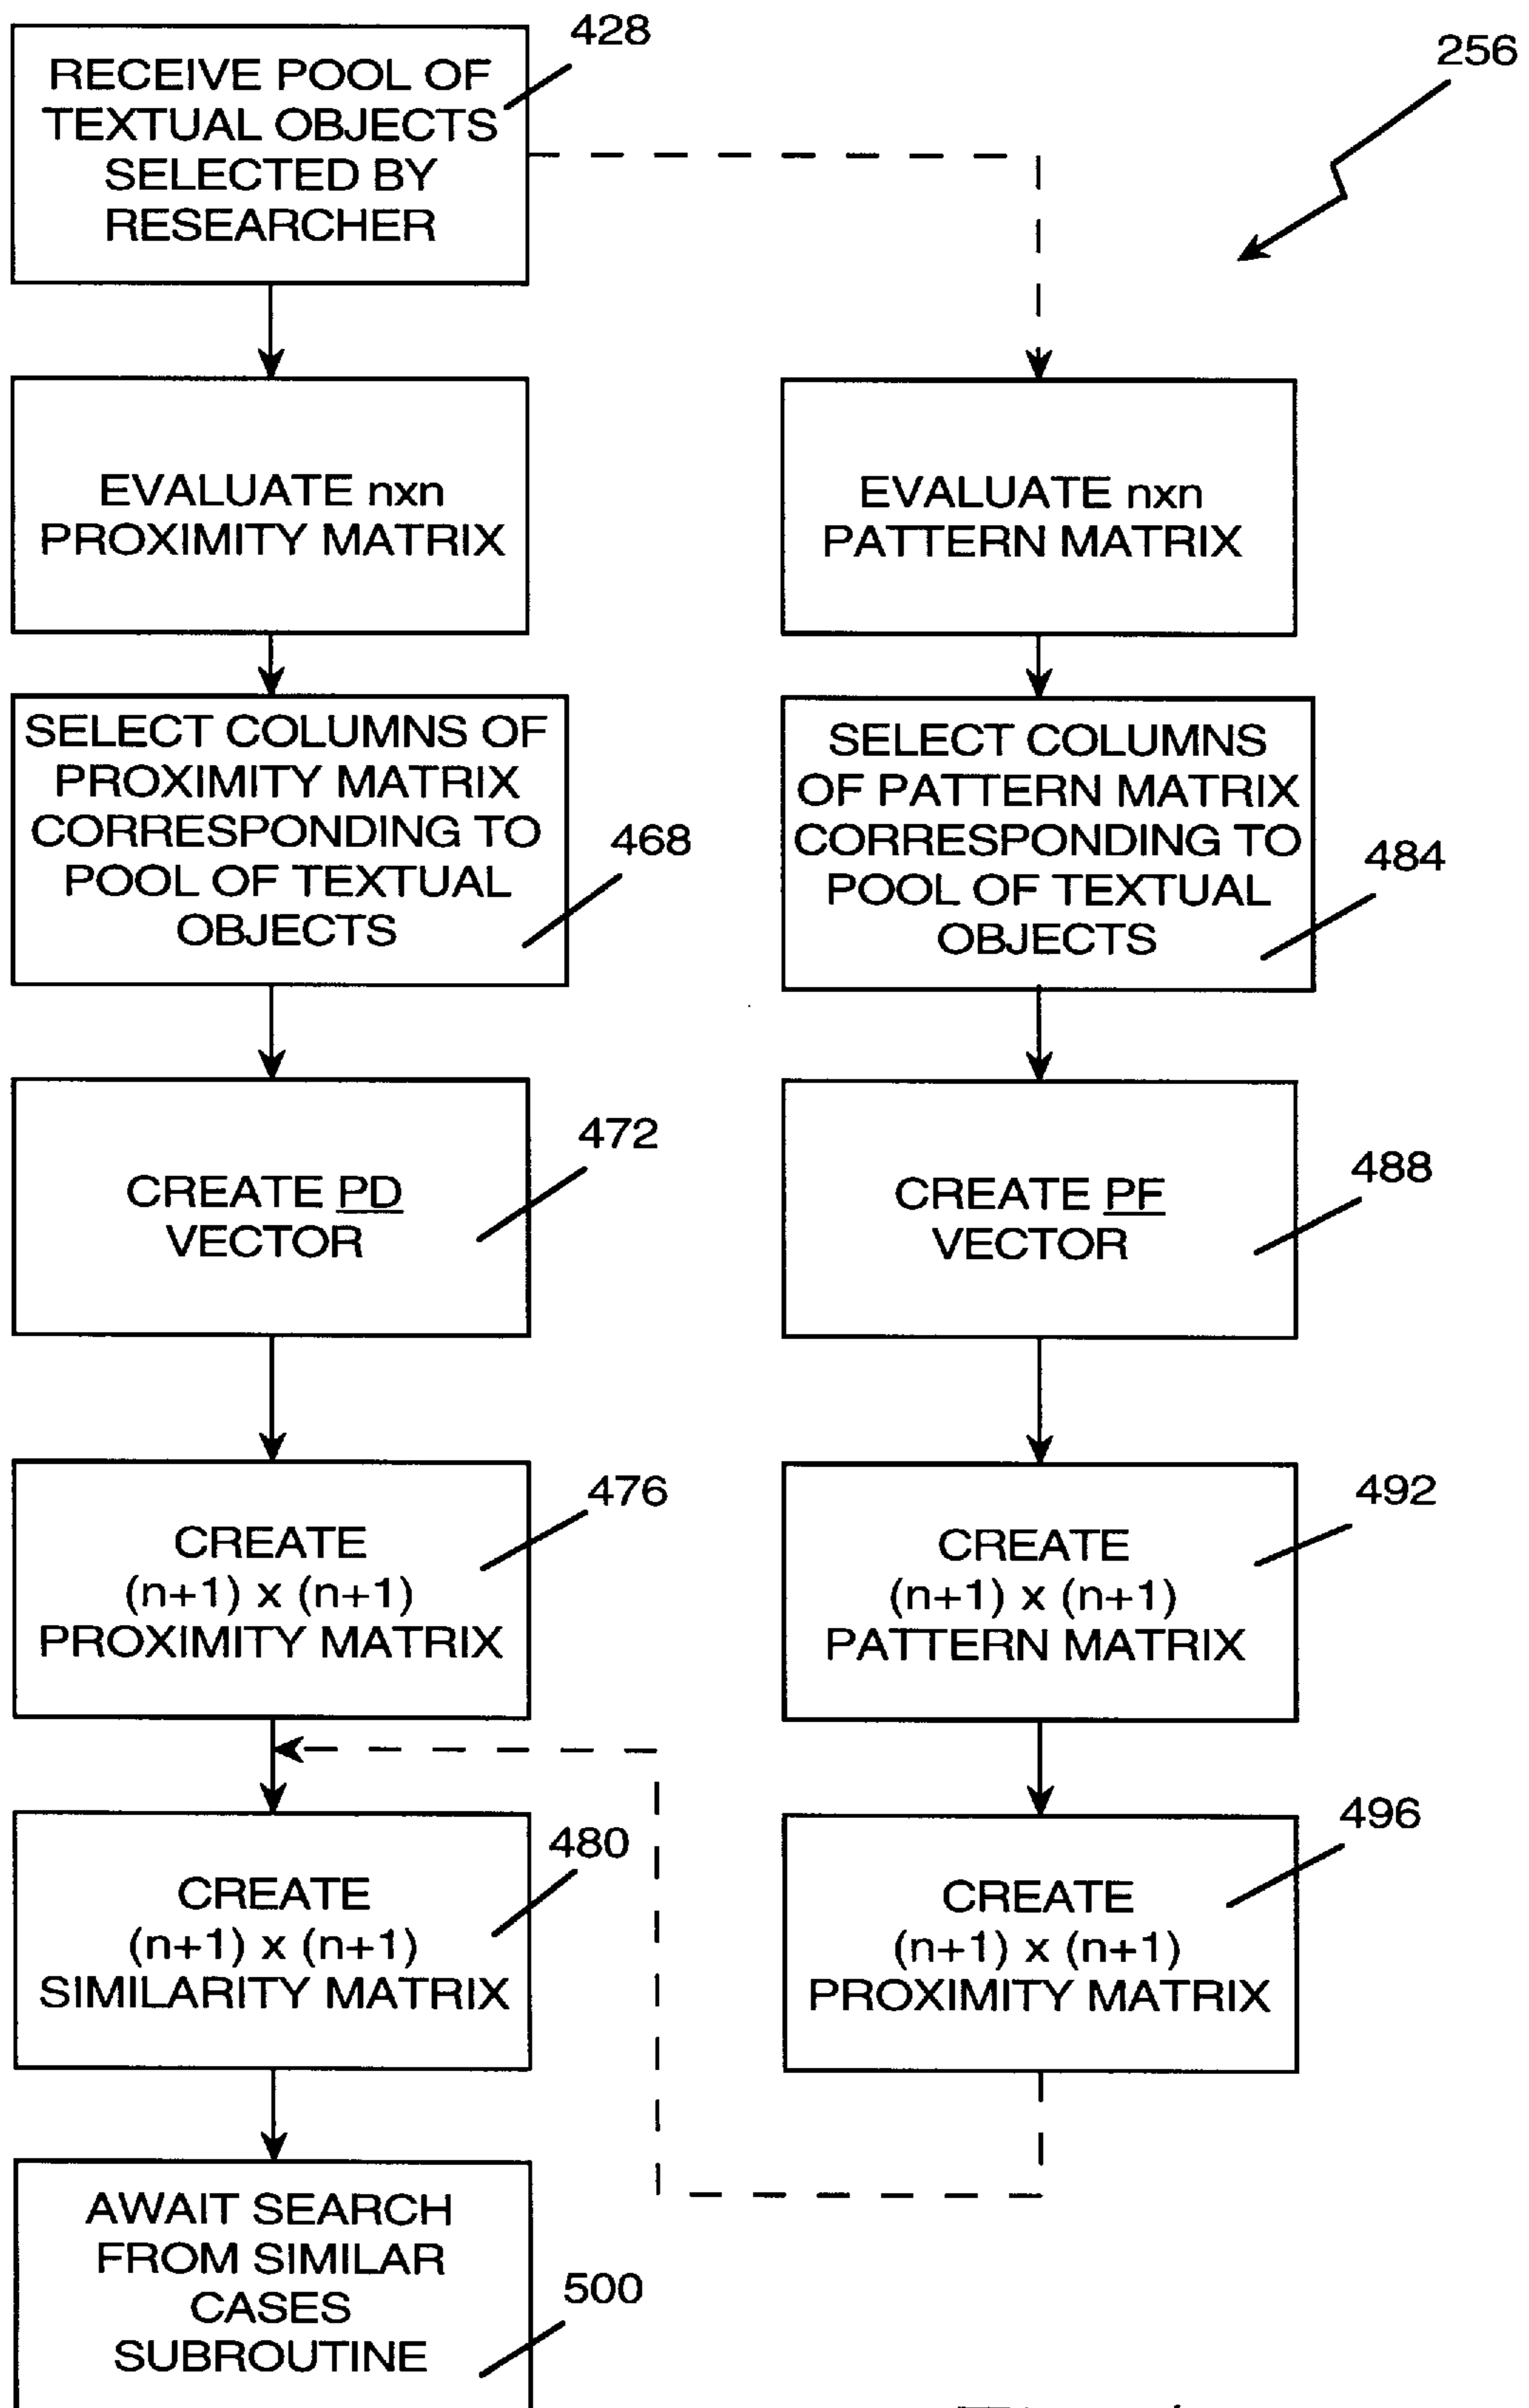 428
256
RECEIVE POOL OF
TEXTUAL OBJECTS
SELECTED BY
RESEARCHER
EVALUATE nxn
PROXIMITY MATRIX
EVALUATE nxn
PATTERN MATRIX
SELECT COLUMNS OF
PROXIMITY MATRIX
CORRESPONDING TO
POOL OF TEXTUAL
OBJECTS
468
SELECT COLUMNS
OF PATTERN MATRIX
CORRESPONDING TO
POOL OF TEXTUAL
OBJECTS
484
CREATE PD
VECTOR
472
CREATE PF
VECTOR
488
CREATE
(n+1) x (n+1)
PROXIMITY MATRIX
476
CREATE
(n+1) x (n+1)
PATTERN MATRIX
492
CREATE
(n+1) x (n+1)
SIMILARITY MATRIX
480
CREATE
(n+1) x (n+1)
PROXIMITY MATRIX
496
AWAIT SEARCH
FROM SIMILAR
CASES
SUBROUTINE
500